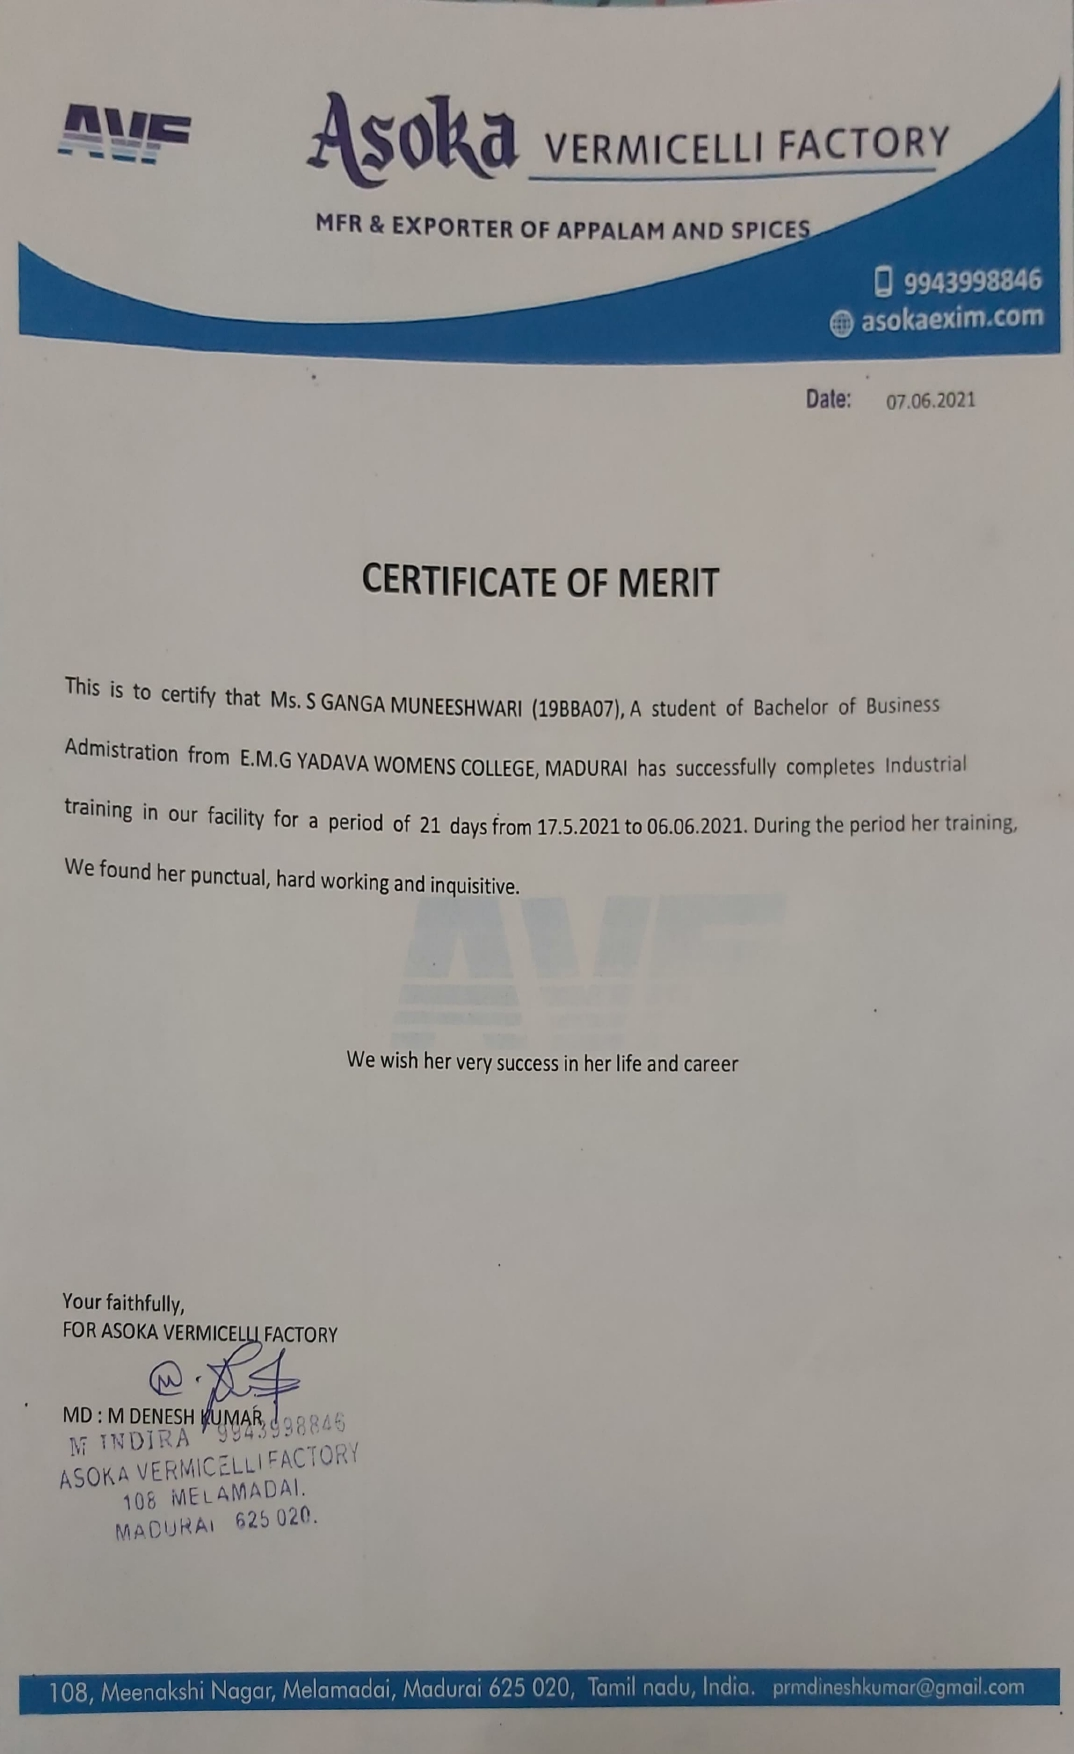 AVF
Asoka VERMICELLI FACTORY
MFR & EXPORTER OF APPALAM AND SPICES
9943998846
asokaexim.com
Date: 07.06.2021
CERTIFICATE OF MERIT
This is to certify that Ms. S GANGA MUNEESHWARI (19BBA07), A student of Bachelor of Business
Admistration from E.M.G YADAVA WOMENS COLLEGE, MADURAI has successfully completes Industrial
training in our facility for a period of 21 days from 17.5.2021 to 06.06.2021. During the period her training,
We found her punctual, hard working and inquisitive.
AVF
We wish her very success in her life and career
Your faithfully,
FOR ASOKA VERMICELLI FACTORY
MD : M DENESH KUMAR
M INDIRA 9943998846
ASOKA VERMICELLI FACTORY
108 MELAMADAI.
MADURAI 625 020.
108, Meenakshi Nagar, Melamadai, Madurai 625 020, Tamil nadu, India. prmdineshkumar@gmail.com